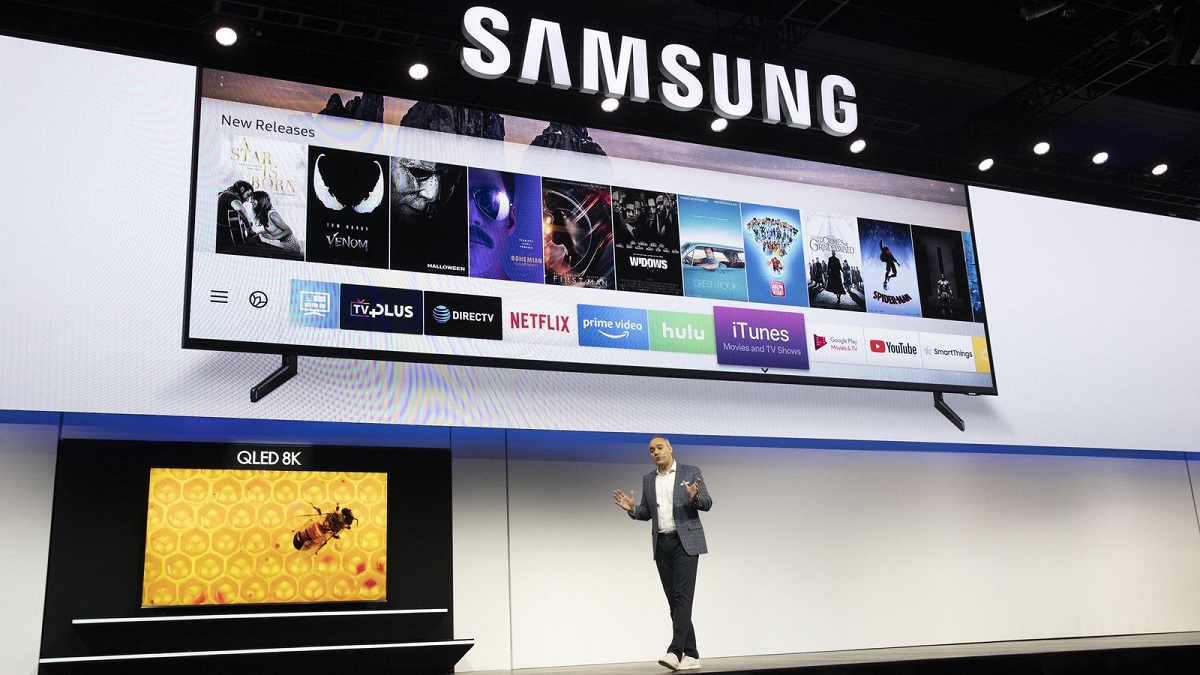 SAMSUNG
New Releases
A STAR IS BORN
TOM HARDY
VENOM
HALLOWEEN
BOHEMIAN RHAPSODY
FIRST MAN
WIDOWS
GREEN BOOK
THE CRIMES OF GRINDELWALD
SPIDER-MAN
TV PLUS
AT&T DIRECTV
NETFLIX
prime video
hulu
iTunes
Movies and TV Shows
Google Play
Movies & TV
YouTube
SmartThings
QLED 8K